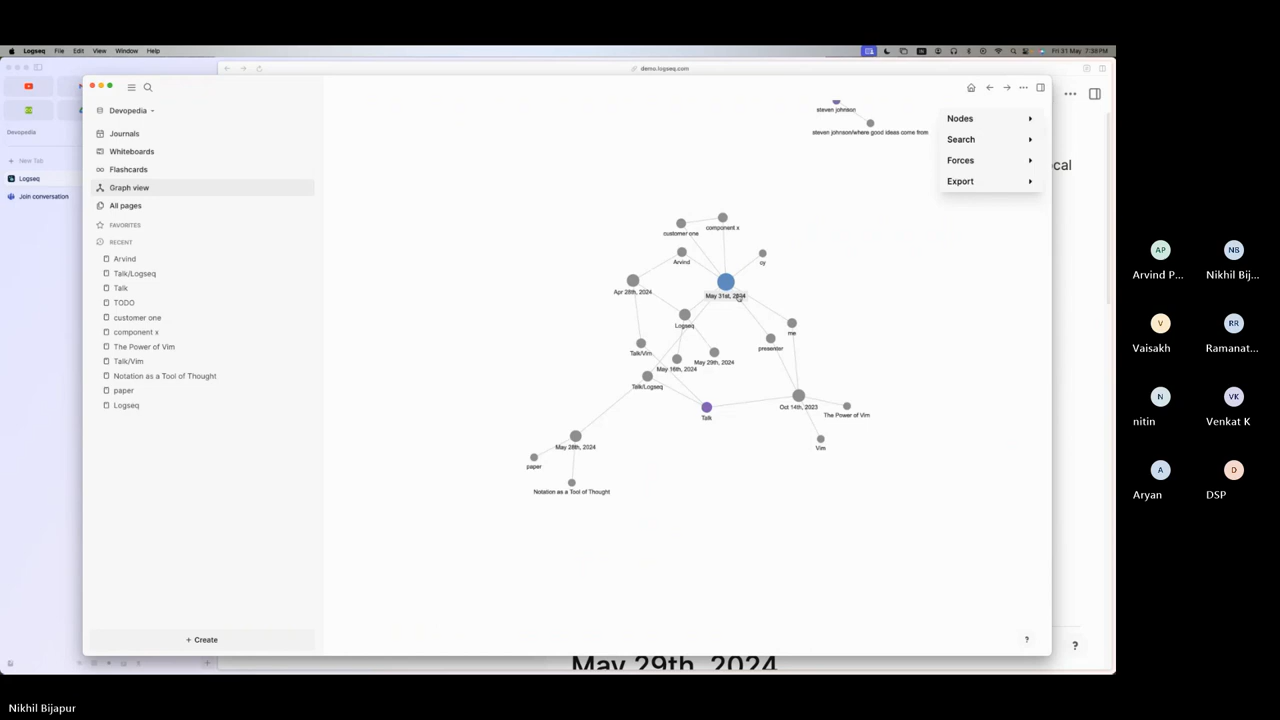 Logseq File Edit View Window Help
Fri 31 May 7:38 PM
demo.logseq.com
Devopedia
New Tab
Logseq
Join conversation
Devopedia
Journals
Whiteboards
Flashcards
Graph view
All pages
FAVORITES
RECENT
Arvind
Talk/Logseq
Talk
TODO
customer one
component x
The Power of Vim
Talk/Vim
Notation as a Tool of Thought
paper
Logseq
+ Create
steven johnson
steven johnson/where good ideas come from
Nodes
Search
Forces
Export
ocal
component x
customer one
Arvind
cy
Apr 26th, 2024
May 31st, 2024
Logseq
me
presenter
Talk/Vim
May 29th, 2024
May 16th, 2024
Talk/Logseq
Talk
Oct 14th, 2023
The Power of Vim
Vim
May 28th, 2024
paper
Notation as a Tool of Thought
?
?
May 29th, 2024
AP
Arvind P...
NB
Nikhil Bij...
V
Vaisakh
RR
Ramanat...
N
nitin
VK
Venkat K
A
Aryan
D
DSP
Nikhil Bijapur